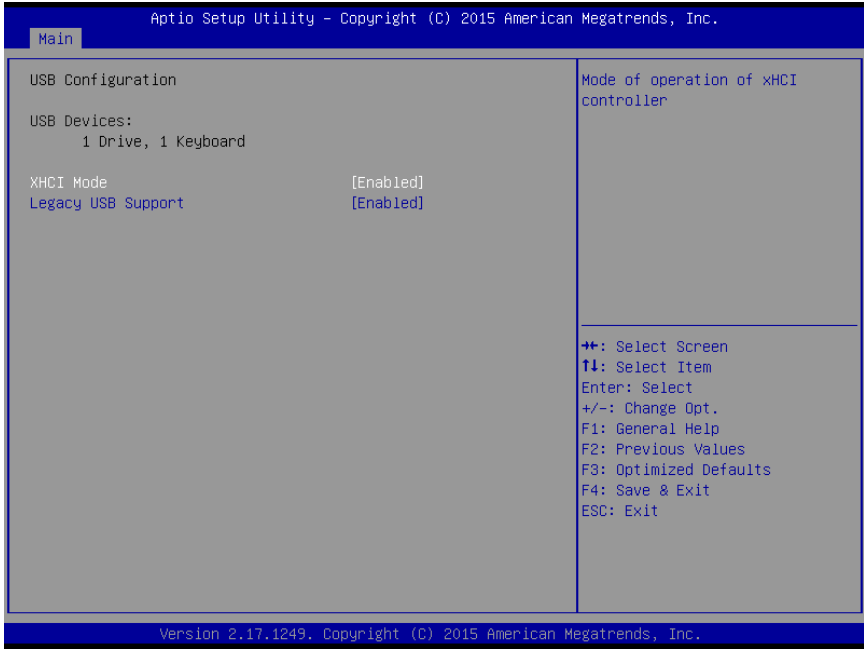 Aptio Setup Utility – Copyright (C) 2015 American Megatrends, Inc.
Main
USB Configuration
USB Devices:
1 Drive, 1 Keyboard
XHCI Mode [Enabled]
Legacy USB Support [Enabled]
Mode of operation of xHCI
controller
→←: Select Screen
↑↓: Select Item
Enter: Select
+/-: Change Opt.
F1: General Help
F2: Previous Values
F3: Optimized Defaults
F4: Save & Exit
ESC: Exit
Version 2.17.1249. Copyright (C) 2015 American Megatrends, Inc.